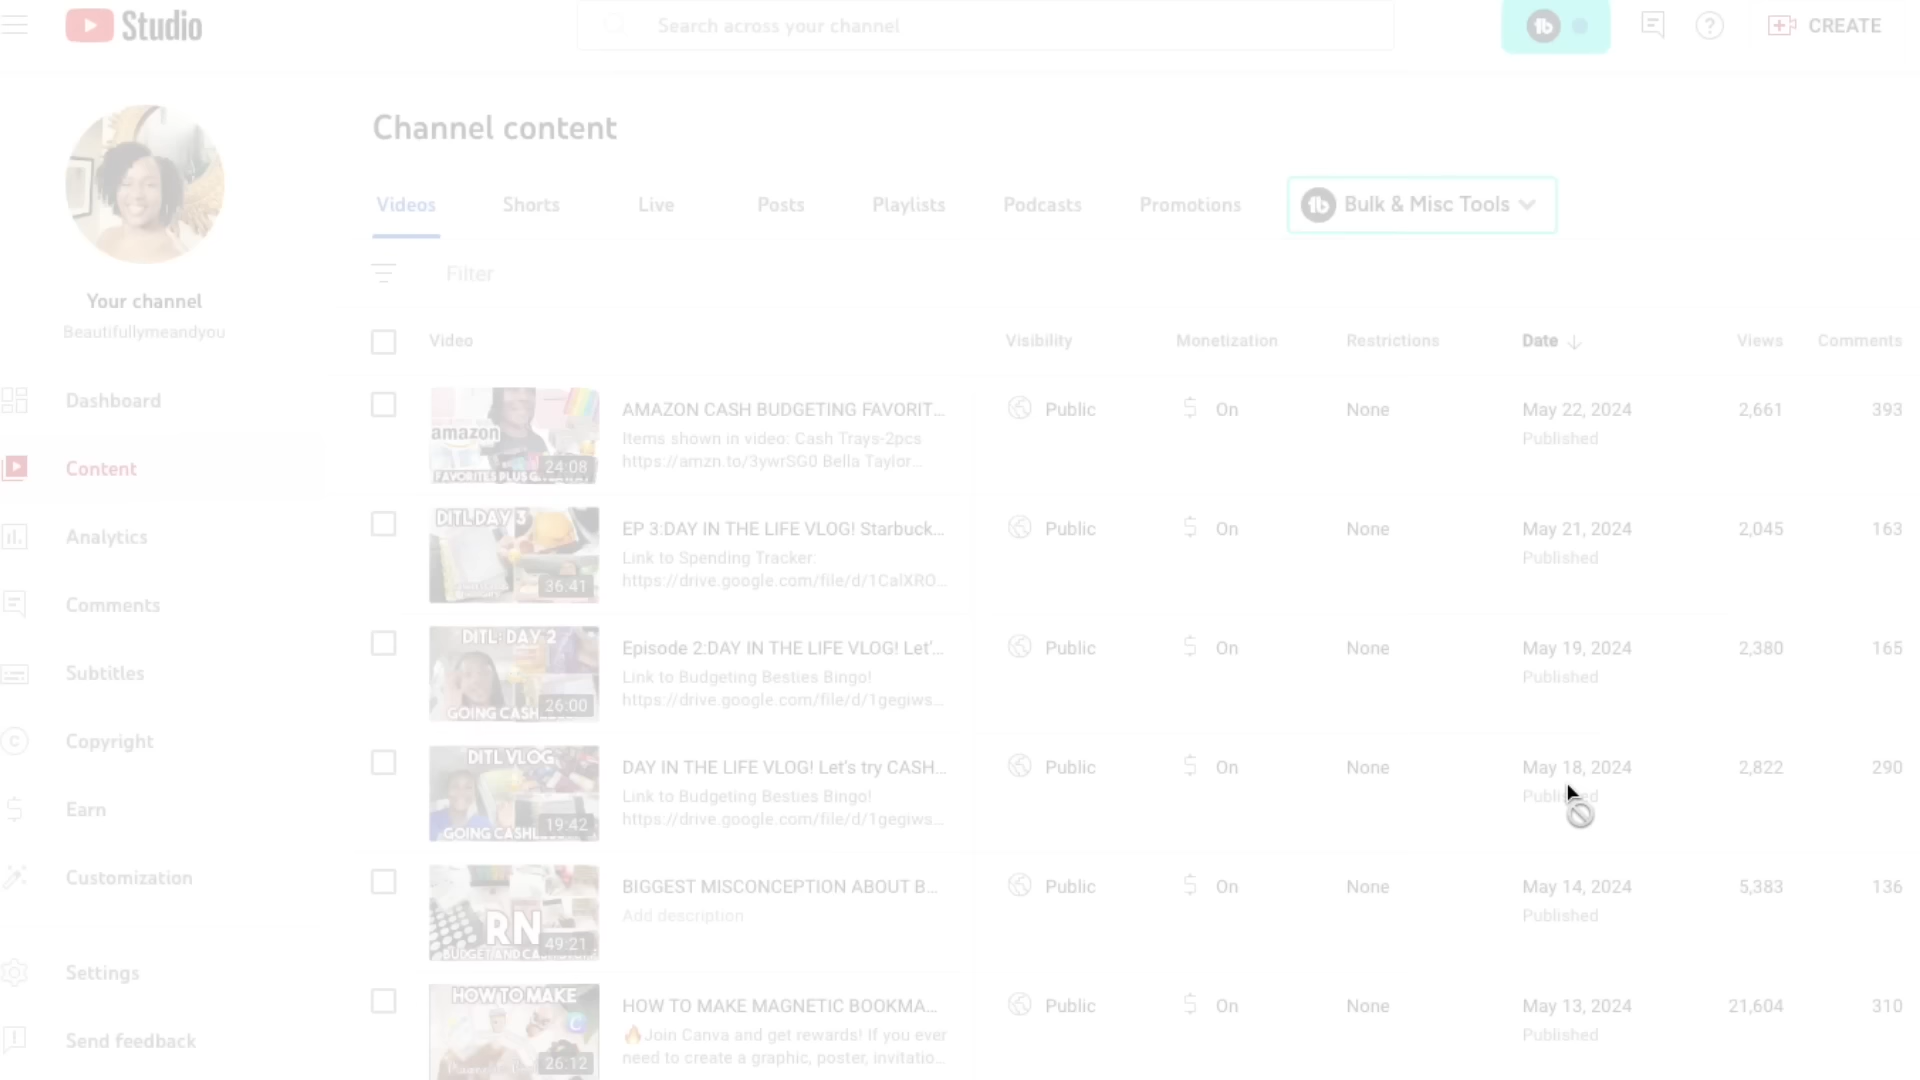 Studio
Search across your channel
CREATE
Channel content
Videos
Shorts
Live
Posts
Playlists
Podcasts
Promotions
Bulk & Misc Tools
Your channel
Beautifullymeandyou
Filter
Video
Visibility
Monetization
Restrictions
Date
Views
Comments
Dashboard
Content
Analytics
Comments
Subtitles
Copyright
Earn
Customization
Settings
Send feedback
amazon
24:08
AMAZON CASH BUDGETING FAVORIT...
Items shown in video: Cash Trays-2pcs
https://amzn.to/3ywrSG0 Bella Taylor...
Public
On
None
May 22, 2024
Published
2,661
393
DITL DAY 3
36:41
EP 3:DAY IN THE LIFE VLOG! Starbuck...
Link to Spending Tracker:
https://drive.google.com/file/d/1CalXRO...
Public
On
None
May 21, 2024
Published
2,045
163
DITL: DAY 2
GOING CASH
26:00
Episode 2:DAY IN THE LIFE VLOG! Let'...
Link to Budgeting Besties Bingo!
https://drive.google.com/file/d/1gegiws...
Public
On
None
May 19, 2024
Published
2,380
165
DITL VLOG
GOING CASH
19:42
DAY IN THE LIFE VLOG! Let's try CASH...
Link to Budgeting Besties Bingo!
https://drive.google.com/file/d/1gegiws...
Public
On
None
May 18, 2024
Published
2,822
290
RN
BUDGET AND
49:21
BIGGEST MISCONCEPTION ABOUT B...
Add description
Public
On
None
May 14, 2024
Published
5,383
136
HOW TO MAKE
26:12
HOW TO MAKE MAGNETIC BOOKMA...
🔥Join Canva and get rewards! If you ever
need to create a graphic, poster, invitatio...
Public
On
None
May 13, 2024
Published
21,604
310